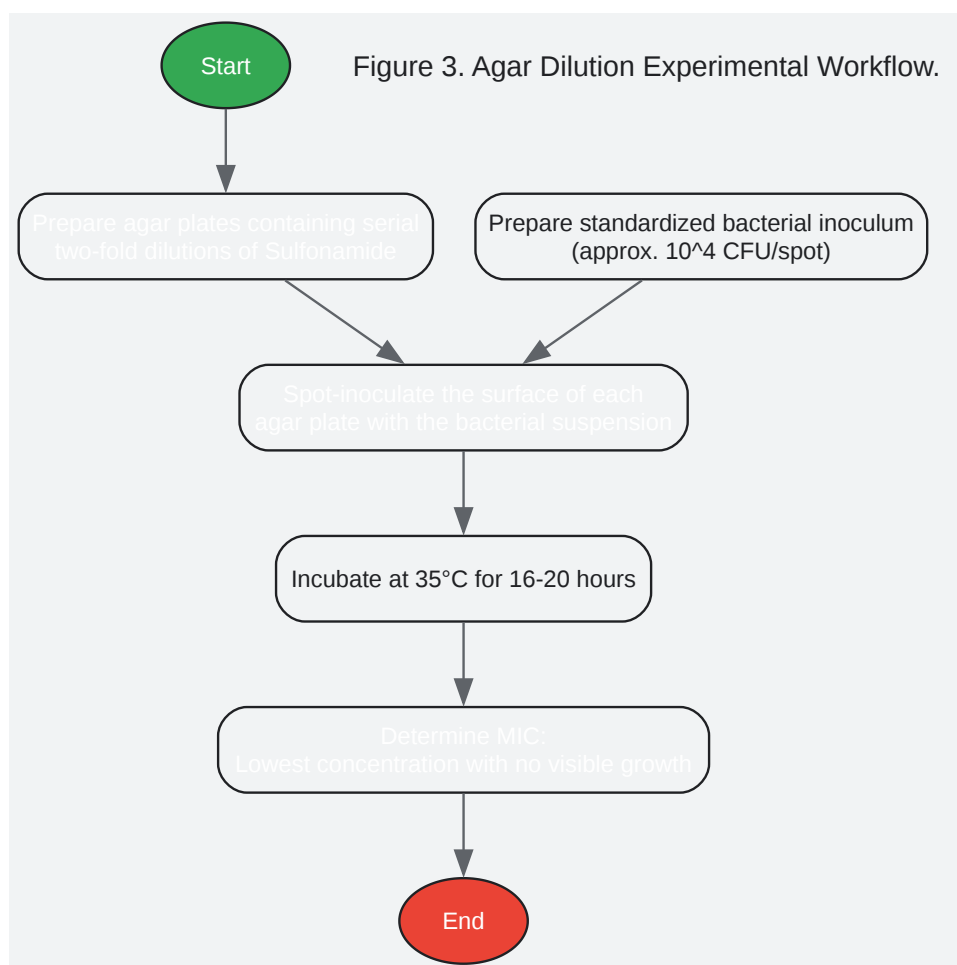 Start
Figure 3. Agar Dilution Experimental Workflow.
Prepare agar plates containing serial
two-fold dilutions of Sulfonamide
Prepare standardized bacterial inoculum
(approx. 10^4 CFU/spot)
Spot-inoculate the surface of each
agar plate with the bacterial suspension
Incubate at 35°C for 16-20 hours
Determine MIC:
Lowest concentration with no visible growth
End